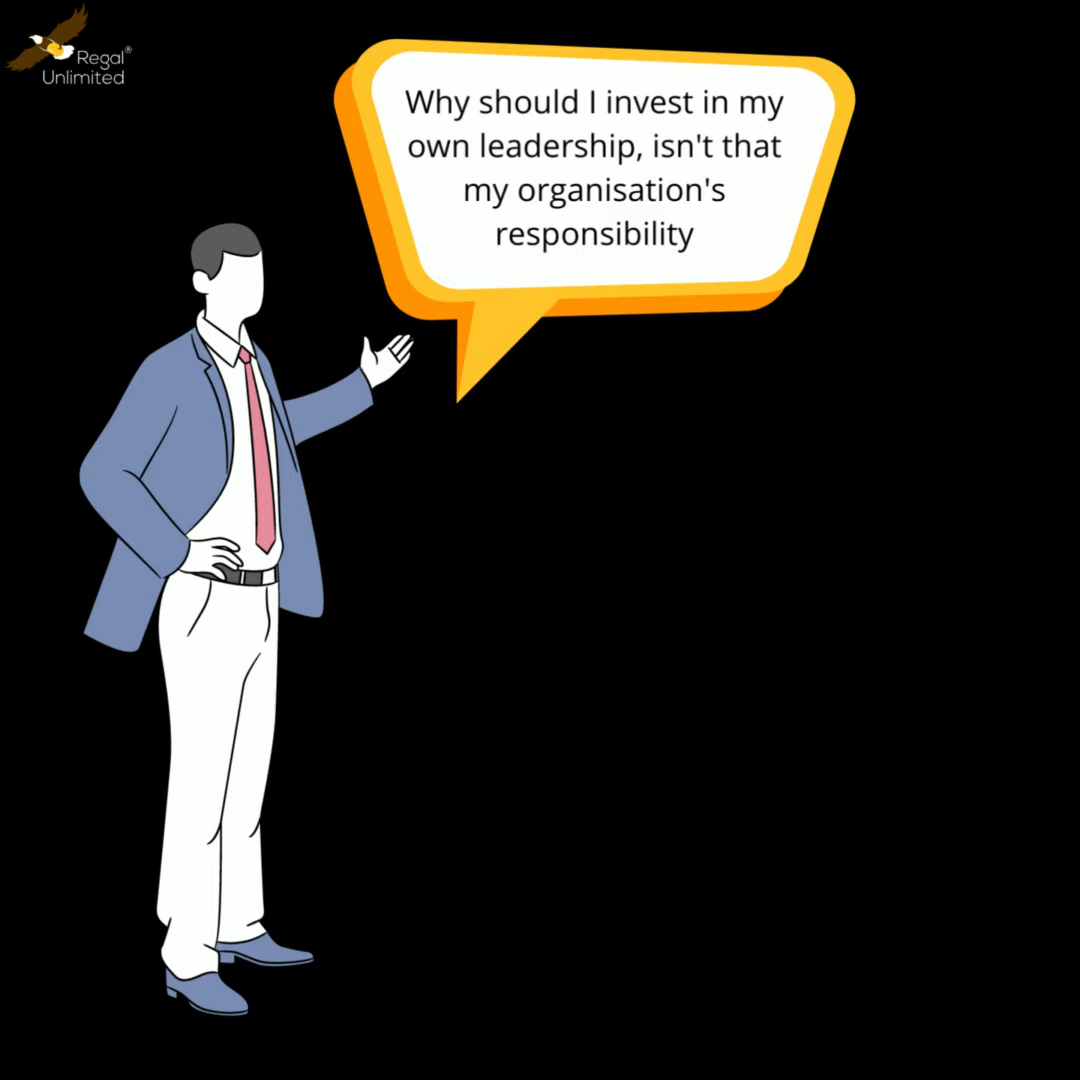 Regal®
Unlimited
Why should I invest in my
own leadership, isn't that
my organisation's
responsibility